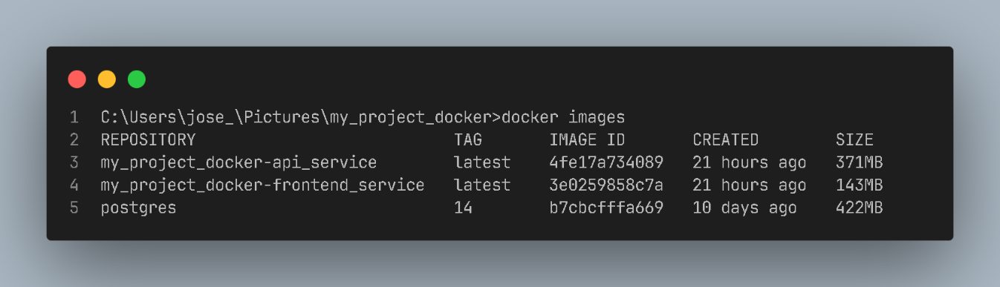 1 C:\Users\jose_\Pictures\my_project_docker>docker images
2 REPOSITORY TAG IMAGE ID CREATED SIZE
3 my_project_docker-api_service latest 4fe17a734089 21 hours ago 371MB
4 my_project_docker-frontend_service latest 3e0259858c7a 21 hours ago 143MB
5 postgres 14 b7cbcfffa669 10 days ago 422MB